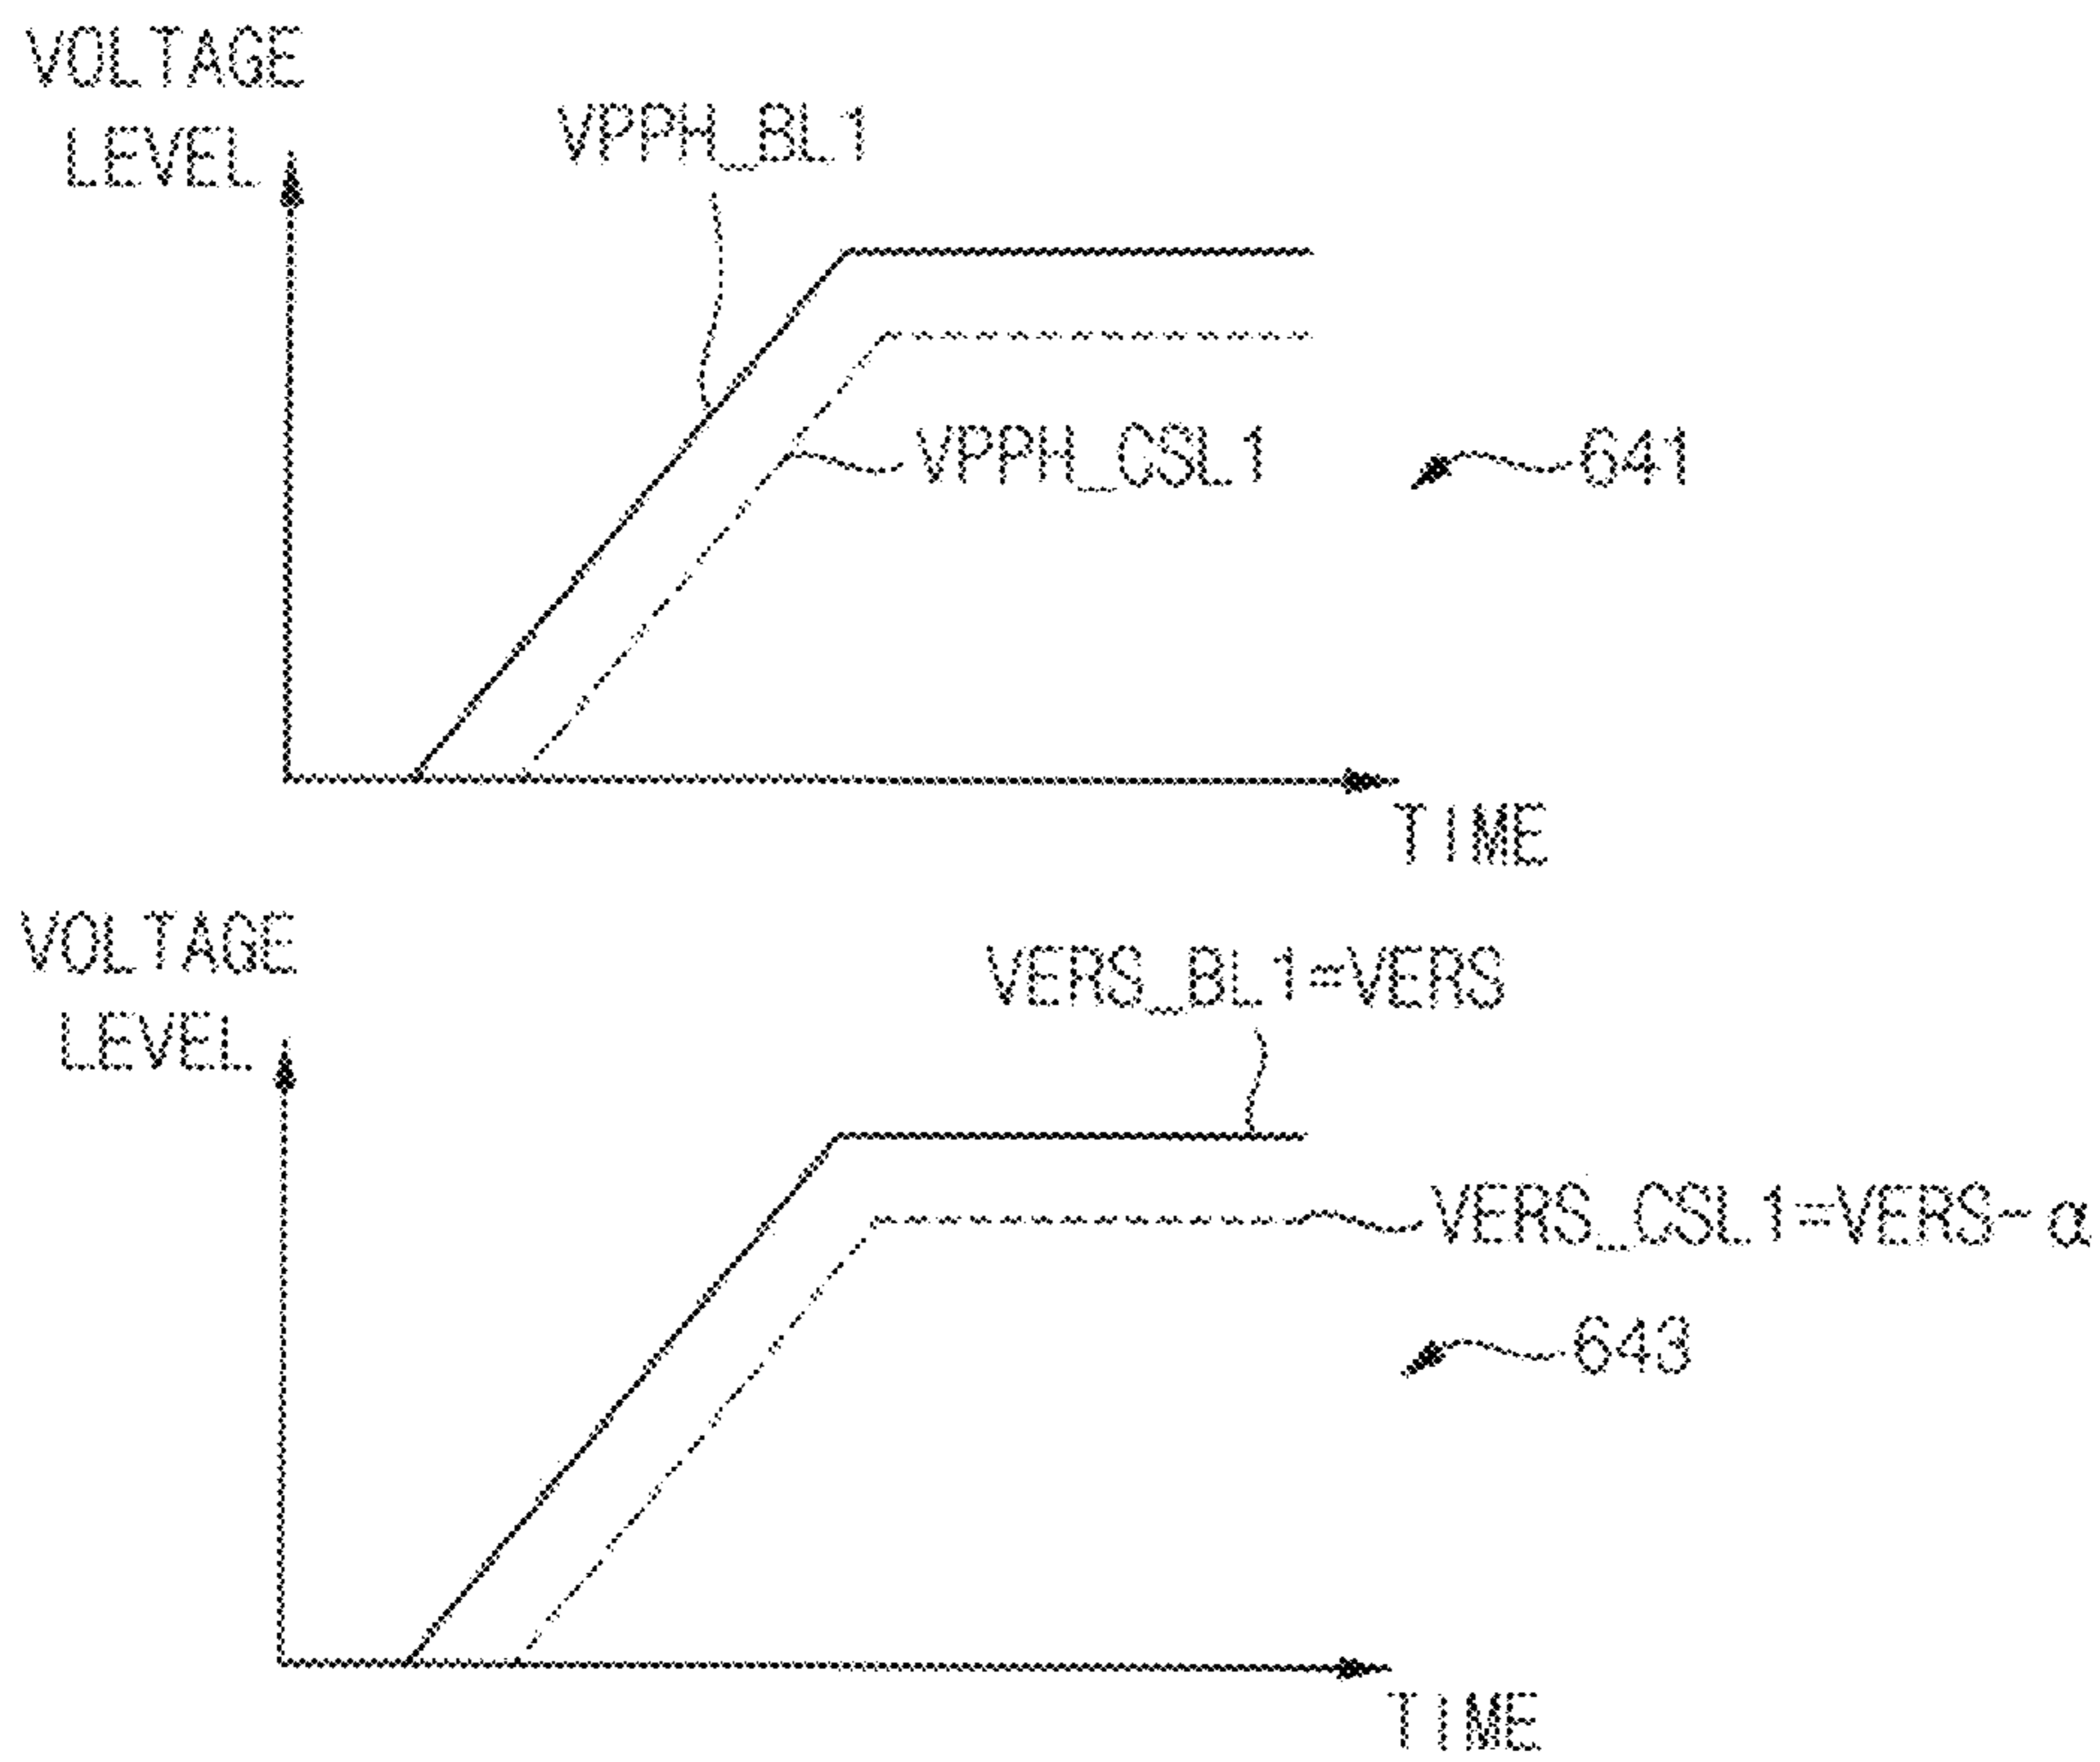 VOLTAGE
LEVEL
VPPH_BL1
VPPH_CSL1
641
TIME
VOLTAGE
LEVEL
VERS_BL1=VERS
VERS_CSL1=VERS-α
643
TIME